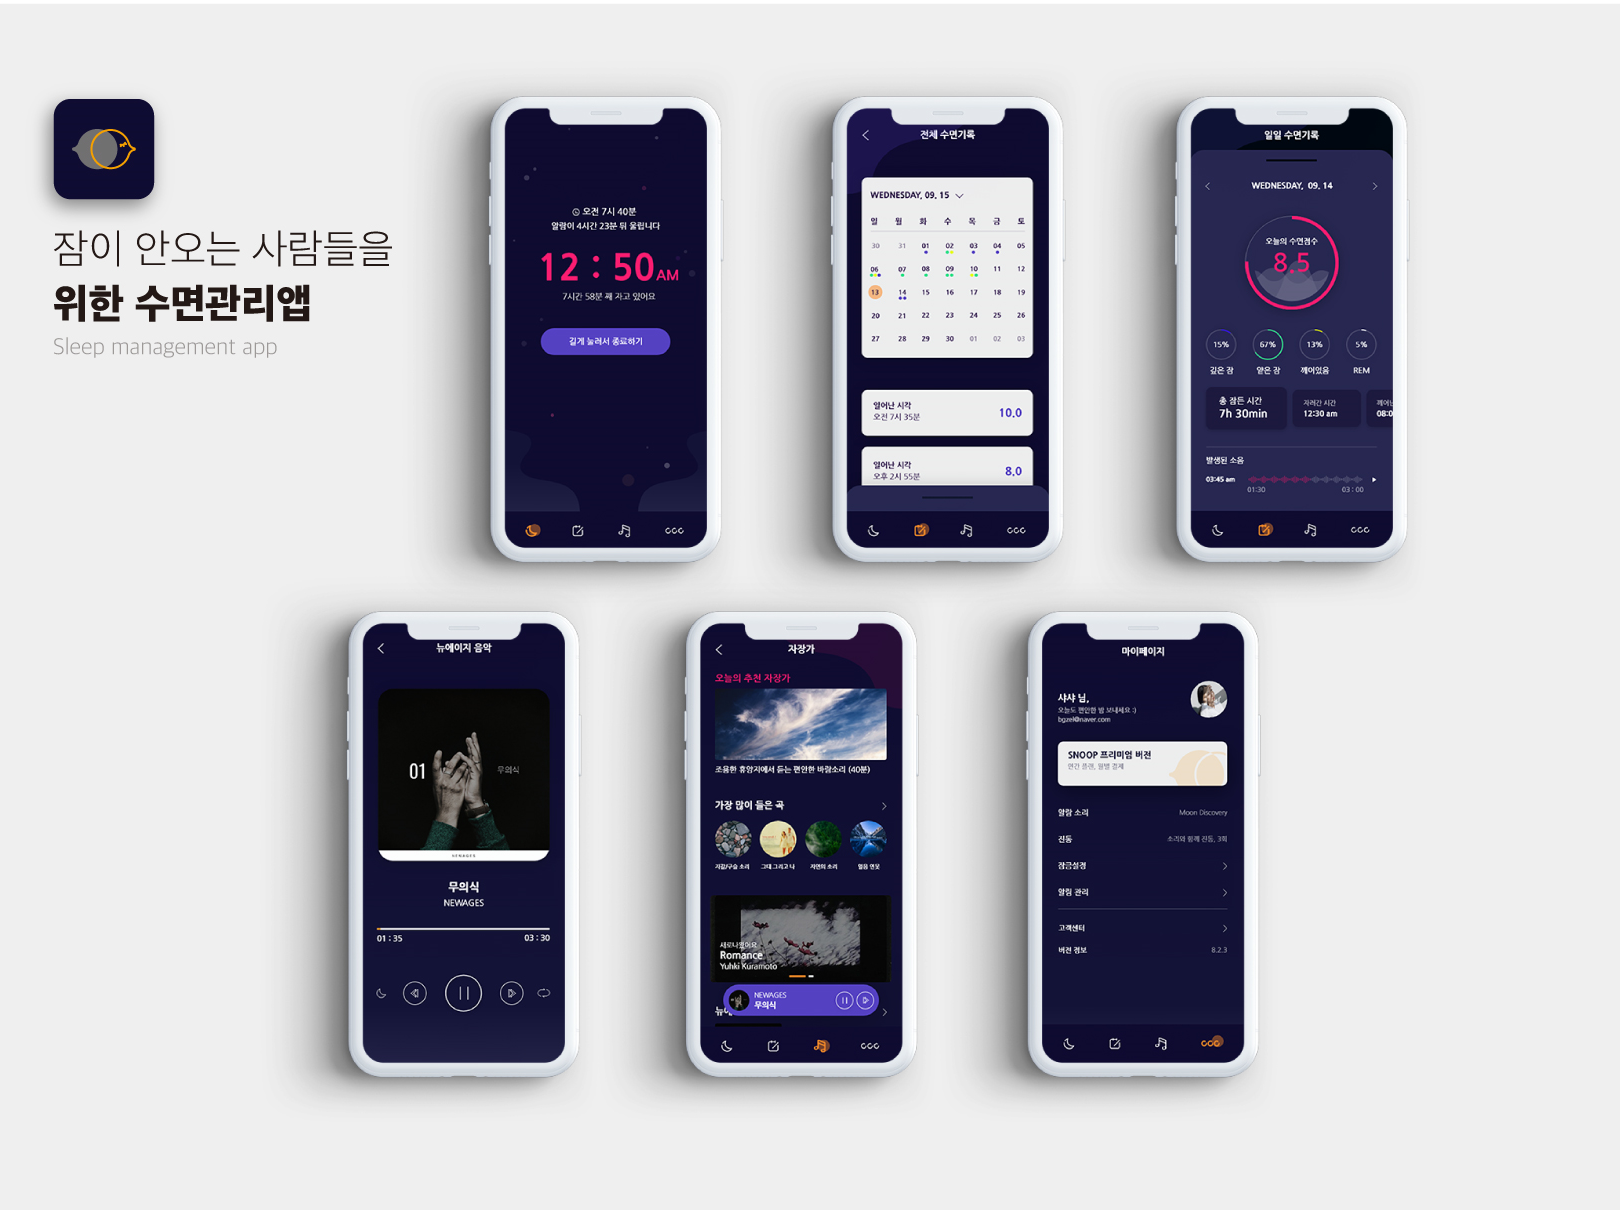 잠이 안오는 사람들을
위한 수면관리앱
Sleep management app
오전 7시 40분
알람이 4시간 23분 뒤 울립니다
12 : 50 AM
7시간 58분 째 자고 있어요
길게 눌러서 종료하기
전체 수면기록
WEDNESDAY, 09, 15
일 월 화 수 목 금 토
30 31 01 02 03 04 05
06 07 08 09 10 11 12
13 14 15 16 17 18 19
20 21 22 23 24 25 26
27 28 29 30 01 02 03
일어난 시각
오전 7시 35분
10.0
일어난 시각
오후 2시 55분
8.0
일일 수면기록
WEDNESDAY, 09, 14
오늘의 수면점수
8.5
15% 67% 13% 5%
깊은 잠 얕은 잠 깨어있음 REM
총 잠든 시간
7h 30min
자러간 시간
12:30 am
깨어난
08:0
발생된 소음
03:45 am
01:30 03 : 00
뉴에이지 음악
01 무의식
NEWAGES
무의식
NEWAGES
01 : 35 03 : 30
자장가
오늘의 추천 자장가
조용한 휴양지에서 듣는 편안한 바람소리 (40분)
가장 많이 들은 곡
자갈/구슬 소리 그대 그리고 나 자연의 소리 얼음 연못
새로나왔어요
Romance
Yuhki Kuramoto
NEWAGES
무의식
마이페이지
샤샤 님,
오늘도 편안한 밤 보내세요 :)
bgzel@naver.com
SNOOP 프리미엄 버전
연간 플랜, 월별 결제
알람 소리 Moon Discovery
진동 소리와 함께 진동, 3회
잠금설정
알림 관리
고객센터
버전 정보 8.2.3